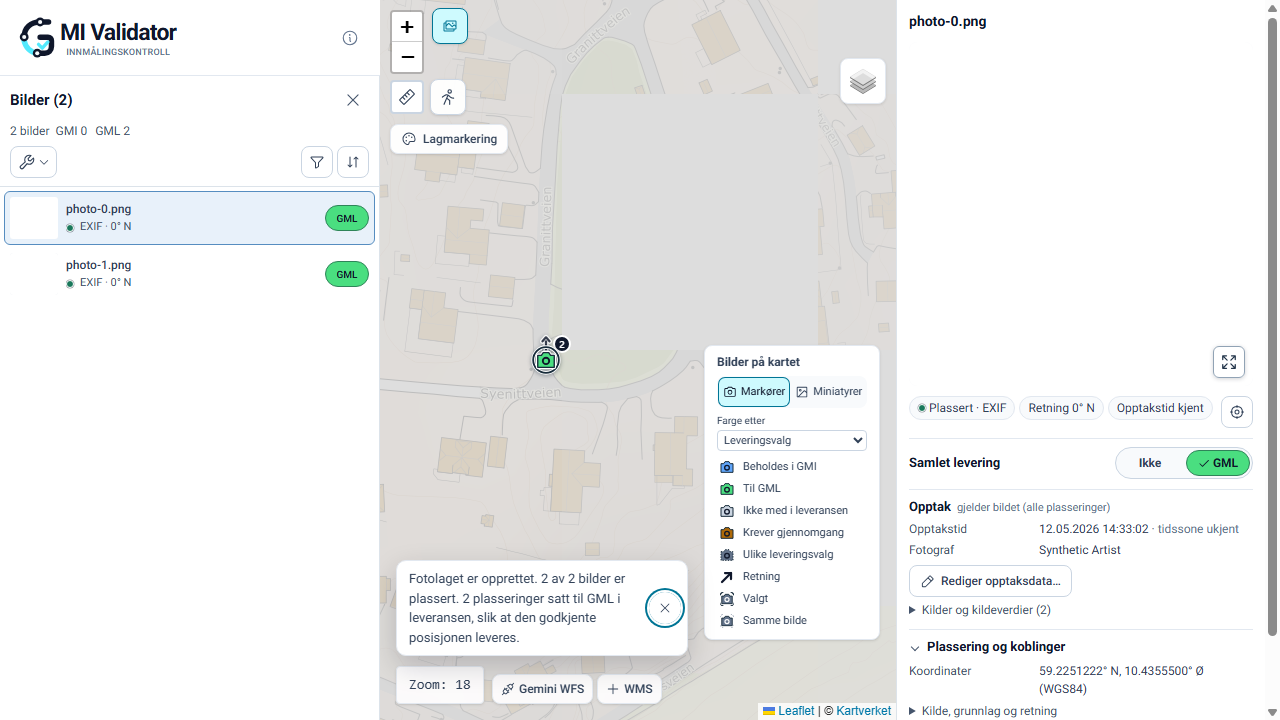 MI Validator
INNMÅLINGSKONTROLL
Bilder (2)
2 bilder GMI 0 GML 2
photo-0.png
EXIF · 0° N
GML
photo-1.png
EXIF · 0° N
GML
+
−
Lagmarkering
Granittveien
Granittveien
Syenittveien
2
Bilder på kartet
Markører
Miniatyrer
Farge etter
Leveringsvalg
Beholdes i GMI
Til GML
Ikke med i leveransen
Krever gjennomgang
Ulike leveringsvalg
Retning
Valgt
Samme bilde
Fotolaget er opprettet. 2 av 2 bilder er
plassert. 2 plasseringer satt til GML i
leveransen, slik at den godkjente
posisjonen leveres.
Zoom: 18
Gemini WFS
WMS
Leaflet | © Kartverket
photo-0.png
Plassert · EXIF
Retning 0° N
Opptakstid kjent
Samlet levering
Ikke
GML
Opptak gjelder bildet (alle plasseringer)
Opptakstid 12.05.2026 14:33:02 · tidssone ukjent
Fotograf Synthetic Artist
Rediger opptaksdata...
Kilder og kildeverdier (2)
Plassering og koblinger
Koordinater 59.2251222° N, 10.4355500° Ø
(WGS84)
Kilde, grunnlag og retning